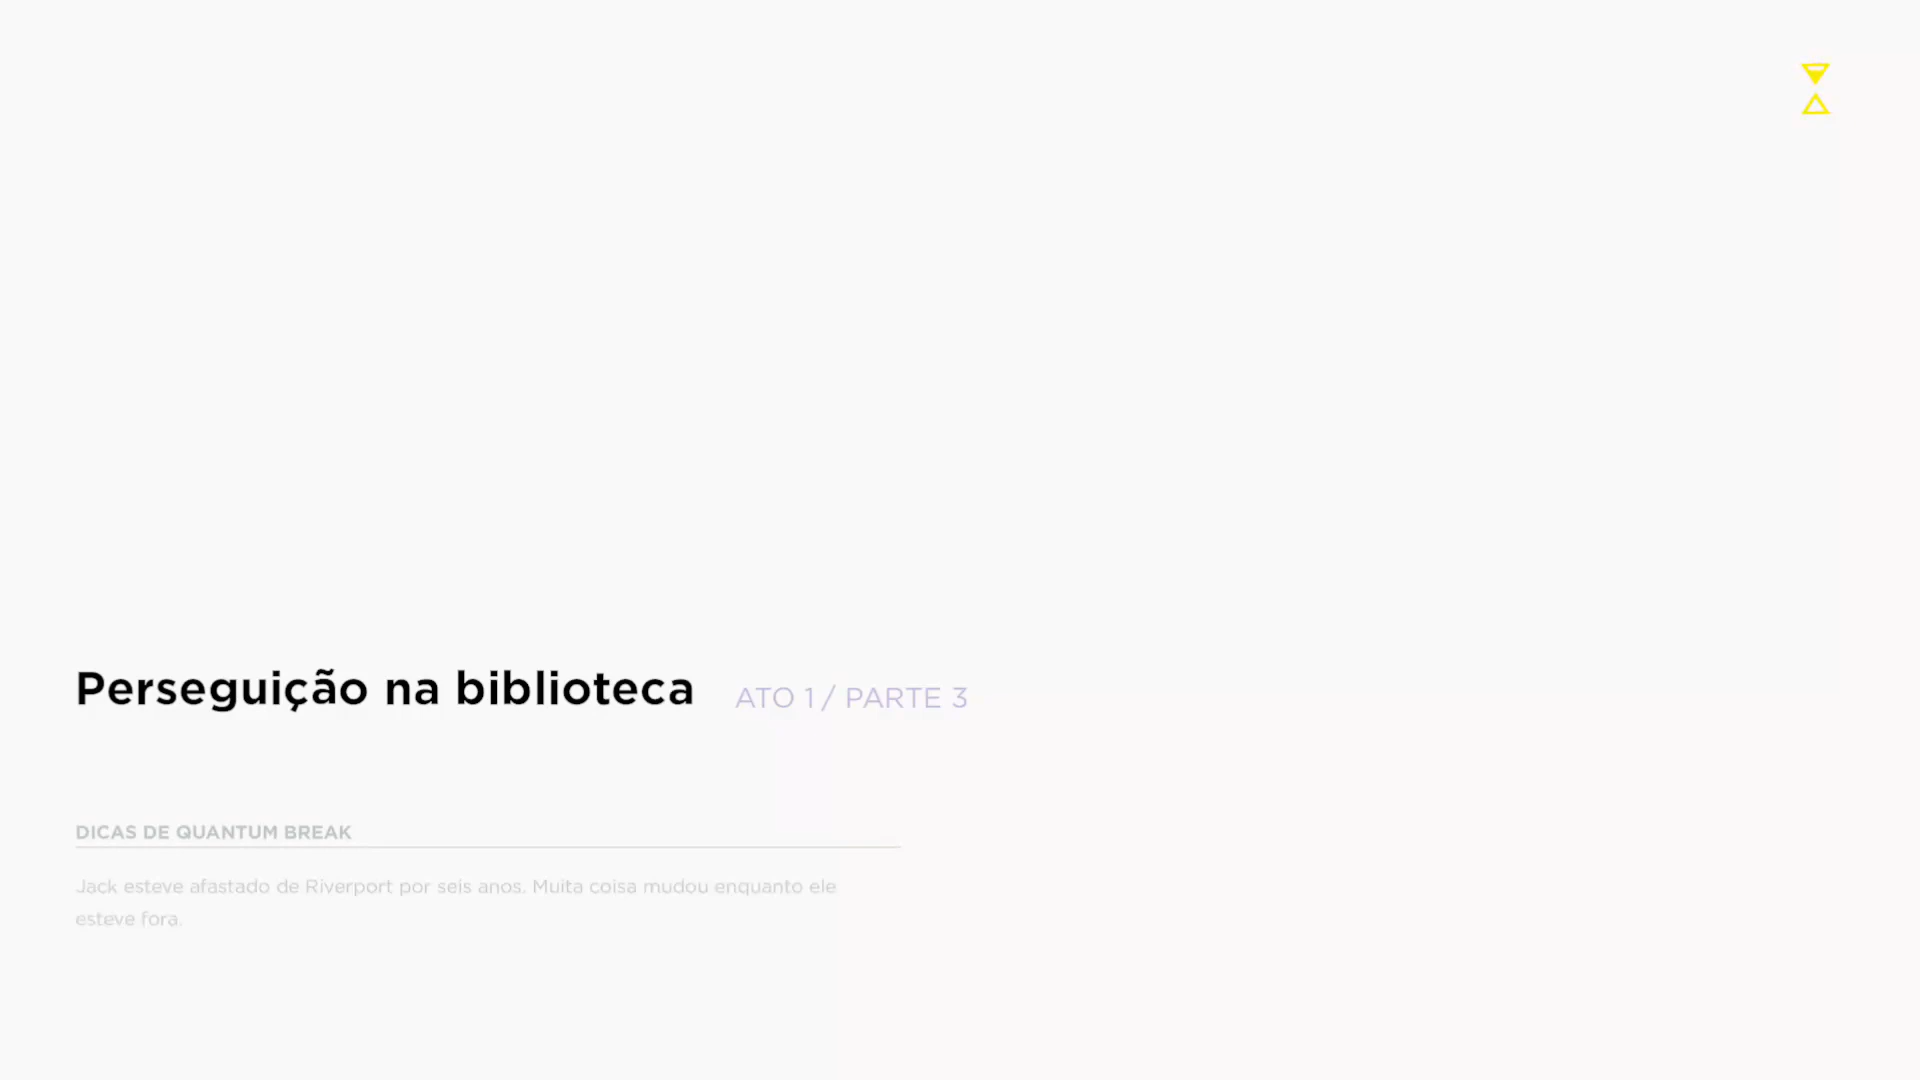 Perseguição na biblioteca ATO 1 / PARTE 3
DICAS DE QUANTUM BREAK
Jack esteve afastado de Riverport por seis anos. Muita coisa mudou enquanto ele
esteve fora.